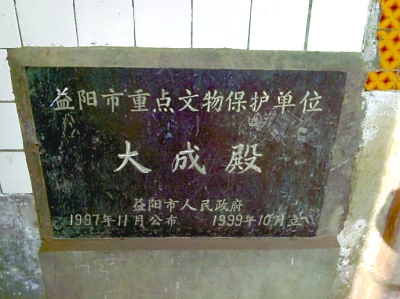 益阳市重点文物保护单位
大成殿
益阳市人民政府
1997年11月公布 1999年10月立